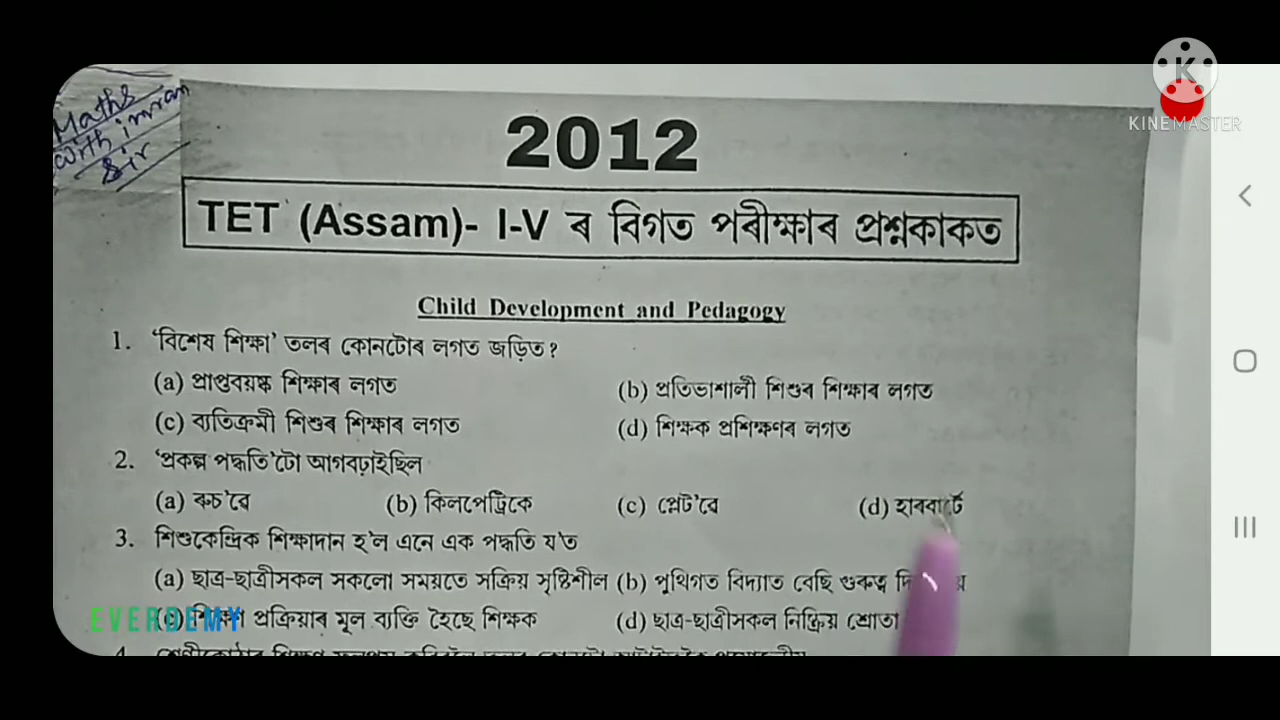 Maths
with imran
Sir
KINEMASTER
2012
TET (Assam)- I-V ৰ বিগত পৰীক্ষাৰ প্ৰশ্নকাকত
Child Development and Pedagogy
1. ‘বিশেষ শিক্ষা’ তলৰ কোনটোৰ লগত জড়িত?
(a) প্ৰাপ্তবয়ষ্ক শিক্ষাৰ লগত (b) প্ৰতিভাশালী শিশুৰ শিক্ষাৰ লগত
(c) ব্যতিক্ৰমী শিশুৰ শিক্ষাৰ লগত (d) শিক্ষক প্ৰশিক্ষণৰ লগত
2. ‘প্ৰকল্প পদ্ধতি’টো আগবঢ়াইছিল
(a) ৰুচ'ৱে (b) কিলপেট্ৰিকে (c) প্লেট'ৱে (d) হাৰবাৰ্টে
3. শিশুকেন্দ্ৰিক শিক্ষাদান হ'ল এনে এক পদ্ধতি য'ত
(a) ছাত্ৰ-ছাত্ৰীসকল সকলো সময়তে সক্ৰিয় সৃষ্টিশীল (b) পুথিগত বিদ্যাত বেছি গুৰুত্ব
(c) শিক্ষা প্ৰক্ৰিয়াৰ মূল ব্যক্তি হৈছে শিক্ষক (d) ছাত্ৰ-ছাত্ৰীসকল নিষ্ক্ৰিয় শ্ৰোতা
EVERDEMY